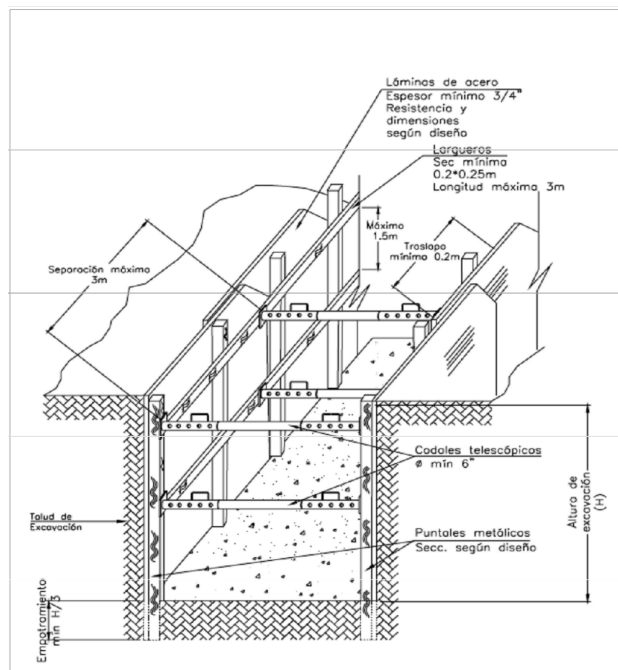 Láminas de acero
Espesor mínimo 3/4"
Resistencia y
dimensiones
según diseño
Largueros
Sec mínima
0.2*0.25m
Longitud máxima 3m
Máximo
1.5m
Traslapo
mínimo 0.2m
Separación máxima
3m
Codales telescópicos
ø mín 6"
Altura de
excavación
(H)
Talud de
Excavación
Puntales metálicos
Secc. según diseño
Empotramiento
mín H/3